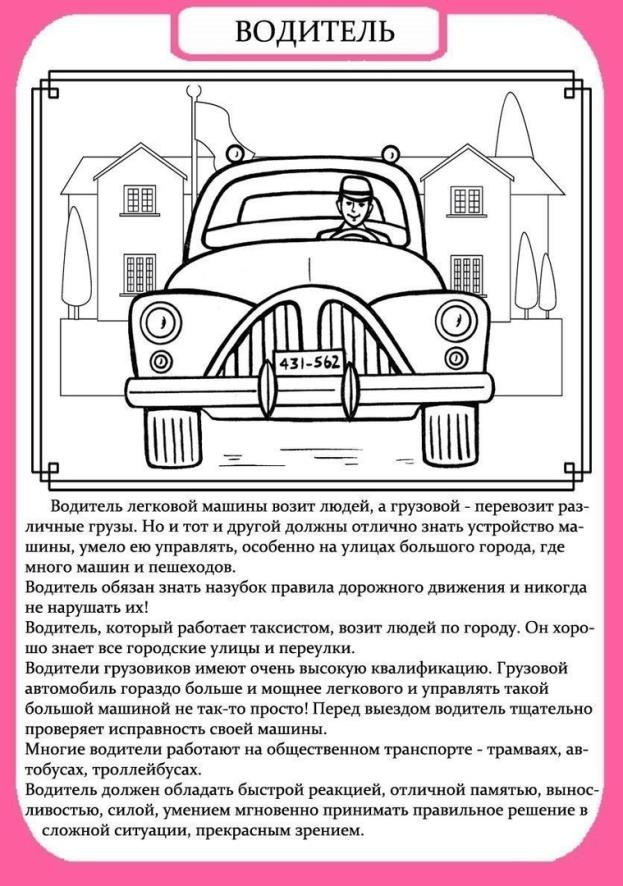 ВОДИТЕЛЬ
431-562
Водитель легковой машины возит людей, а грузовой - перевозит раз-
личные грузы. Но и тот и другой должны отлично знать устройство ма-
шины, умело ею управлять, особенно на улицах большого города, где
много машин и пешеходов.
Водитель обязан знать назубок правила дорожного движения и никогда
не нарушать их!
Водитель, который работает таксистом, возит людей по городу. Он хоро-
шо знает все городские улицы и переулки.
Водители грузовиков имеют очень высокую квалификацию. Грузовой
автомобиль гораздо больше и мощнее легкового и управлять такой
большой машиной не так-то просто! Перед выездом водитель тщательно
проверяет исправность своей машины.
Многие водители работают на общественном транспорте - трамваях, ав-
тобусах, троллейбусах.
Водитель должен обладать быстрой реакцией, отличной памятью, вынос-
ливостью, силой, умением мгновенно принимать правильное решение в
сложной ситуации, прекрасным зрением.